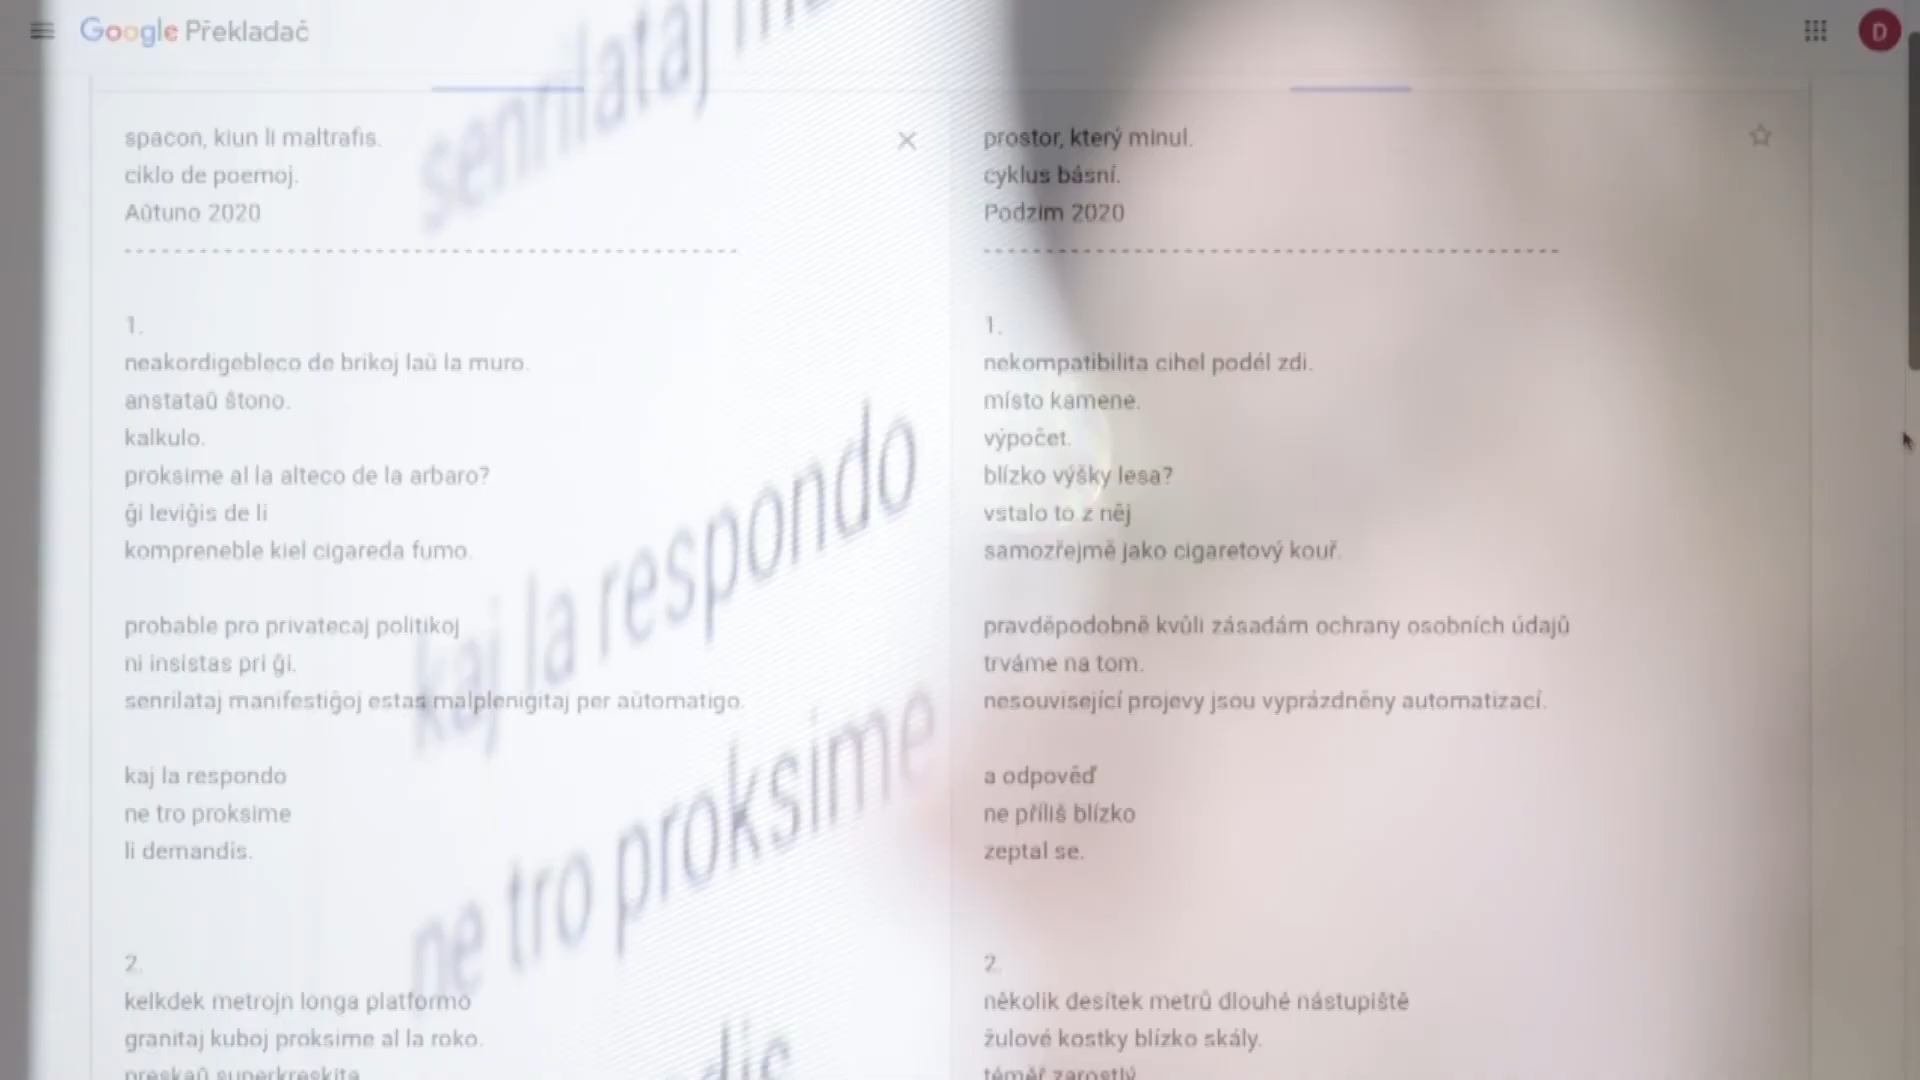 Google Překladač
D
spacon, kiun li maltrafis.
ciklo de poemoj.
Aŭtuno 2020
-----------------------------------------
1.
neakordigebleco de brikoj laŭ la muro.
anstataŭ ŝtono.
kalkulo.
proksime al la alteco de la arbaro?
ĝi leviĝis de li
kompreneble kiel cigareda fumo.
probable pro privatecaj politikoj
ni insistas pri ĝi.
senrilataj manifestiĝoj estas malplenigitaj per aŭtomatigo.
kaj la respondo
ne tro proksime
li demandis.
2.
kelkdek metrojn longa platformo
granitaj kuboj proksime al la roko.
preskaŭ superkreskita
prostor, který minul.
cyklus básní.
Podzim 2020
-----------------------------------------
1.
nekompatibilita cihel podél zdi.
místo kamene.
výpočet.
blízko výšky lesa?
vstalo to z něj
samozřejmě jako cigaretový kouř.
pravděpodobně kvůli zásadám ochrany osobních údajů
trváme na tom.
nesouvisející projevy jsou vyprázdněny automatizací.
a odpověď
ne příliš blízko
zeptal se.
2.
několik desítek metrů dlouhé nástupiště
žulové kostky blízko skály.
téměř zarostlý
senrilataj
kaj la respondo
ne tro proksime